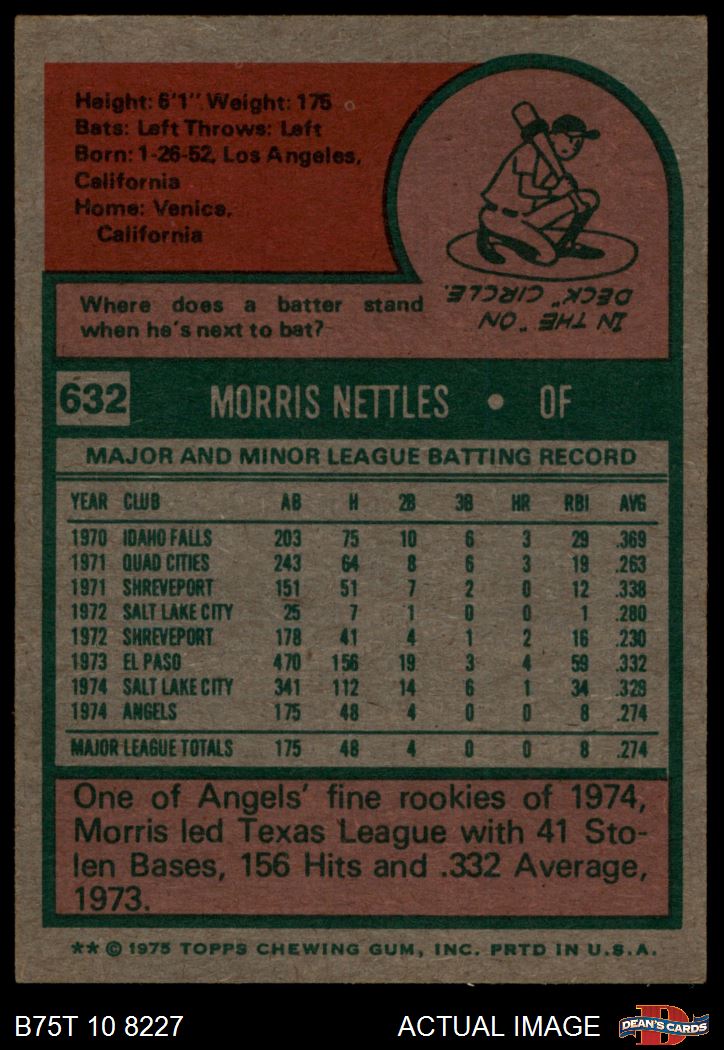 Height: 6'1" Weight: 175
Bats: Left Throws: Left
Born: 1-26-52, Los Angeles,
California
Home: Venice,
California
Where does a batter stand
when he's next to bat?
IN THE "ON
DECK" CIRCLE.
632 MORRIS NETTLES • OF
MAJOR AND MINOR LEAGUE BATTING RECORD
YEAR CLUB AB H 2B 3B HR RBI AVG
1970 IDAHO FALLS 203 75 10 6 3 29 .369
1971 QUAD CITIES 243 64 8 6 3 19 .263
1971 SHREVEPORT 151 51 7 2 0 12 .338
1972 SALT LAKE CITY 25 7 1 0 0 1 .280
1972 SHREVEPORT 178 41 4 1 2 16 .230
1973 EL PASO 470 156 19 3 4 59 .332
1974 SALT LAKE CITY 341 112 14 6 1 34 .328
1974 ANGELS 175 48 4 0 0 8 .274
MAJOR LEAGUE TOTALS 175 48 4 0 0 8 .274
One of Angels' fine rookies of 1974,
Morris led Texas League with 41 Sto-
len Bases, 156 Hits and .332 Average,
1973.
** © 1975 TOPPS CHEWING GUM, INC. PRTD IN U.S.A.
B75T 10 8227 ACTUAL IMAGE D DEAN'S CARDS